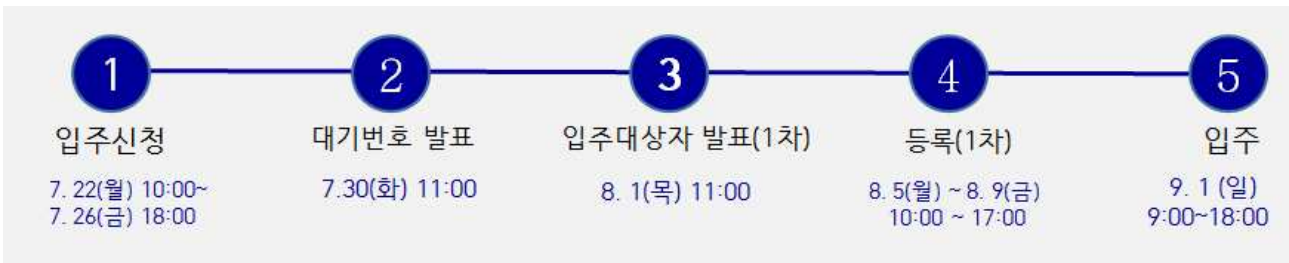 1
입주신청
7. 22(월) 10:00~
7. 26(금) 18:00
2
대기번호 발표
7.30(화) 11:00
3
입주대상자 발표(1차)
8. 1(목) 11:00
4
등록(1차)
8. 5(월) ~ 8. 9(금)
10:00 ~ 17:00
5
입주
9. 1 (일)
9:00~18:00